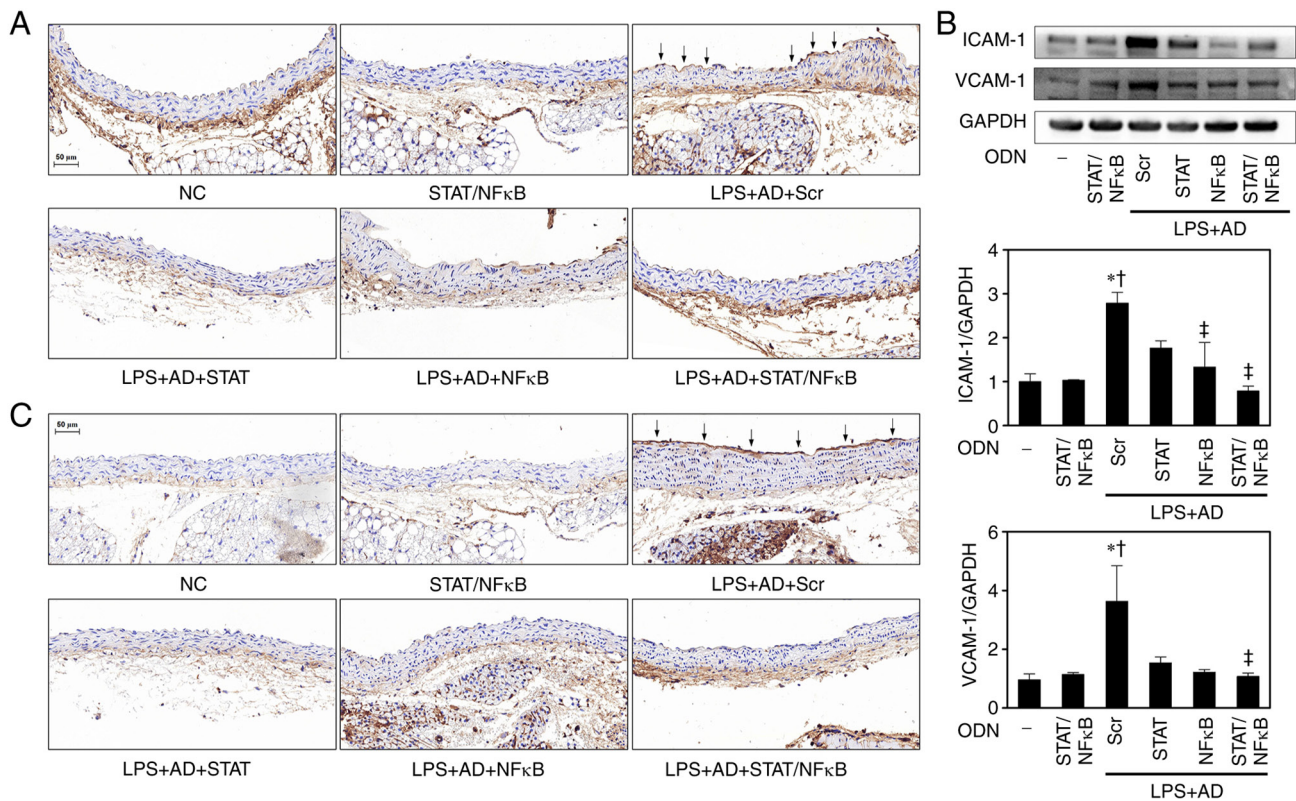 A
50 μm
NC
STAT/NFκB
LPS+AD+Scr
LPS+AD+STAT
LPS+AD+NFκB
LPS+AD+STAT/NFκB
B
ICAM-1
VCAM-1
GAPDH
ODN
–
STAT/
NFκB
Scr
STAT
NFκB
STAT/
NFκB
LPS+AD
ICAM-1/GAPDH
4
3
2
1
0
*†
‡
‡
ODN
–
STAT/
NFκB
Scr
STAT
NFκB
STAT/
NFκB
LPS+AD
VCAM-1/GAPDH
6
4
2
0
*†
‡
ODN
–
STAT/
NFκB
Scr
STAT
NFκB
STAT/
NFκB
LPS+AD
C
50 μm
NC
STAT/NFκB
LPS+AD+Scr
LPS+AD+STAT
LPS+AD+NFκB
LPS+AD+STAT/NFκB